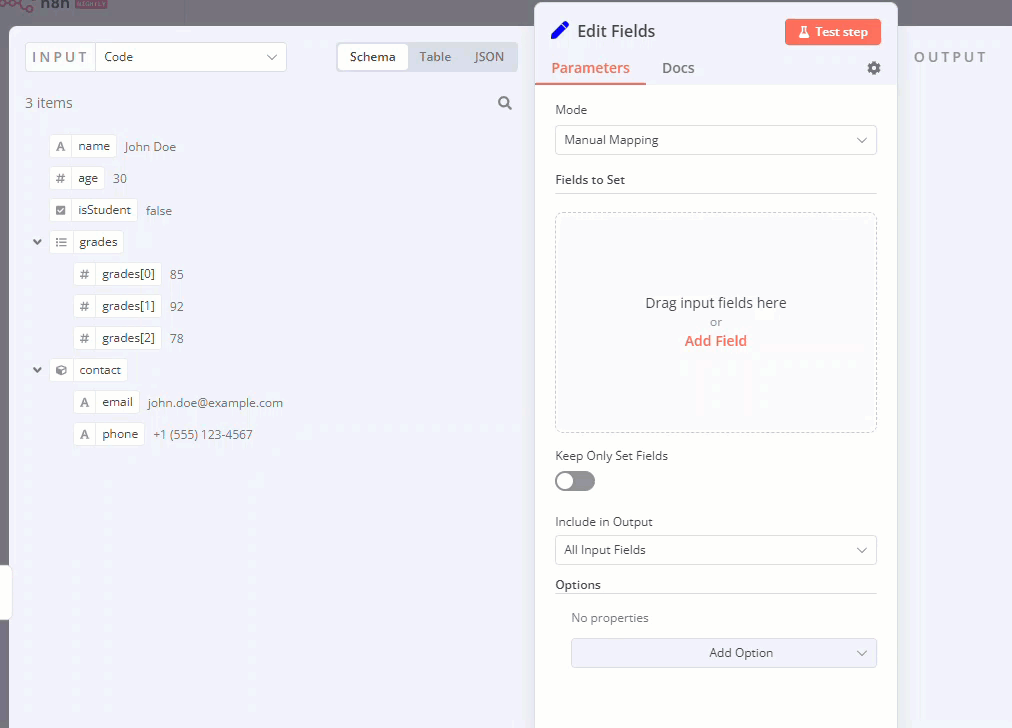 n8n
Edit Fields
Test step
INPUT
Code
Schema
Table
JSON
Parameters
Docs
OUTPUT
3 items
A name John Doe
# age 30
isStudent false
grades
# grades[0] 85
# grades[1] 92
# grades[2] 78
contact
A email john.doe@example.com
A phone +1 (555) 123-4567
Mode
Manual Mapping
Fields to Set
Drag input fields here
or
Add Field
Keep Only Set Fields
Include in Output
All Input Fields
Options
No properties
Add Option